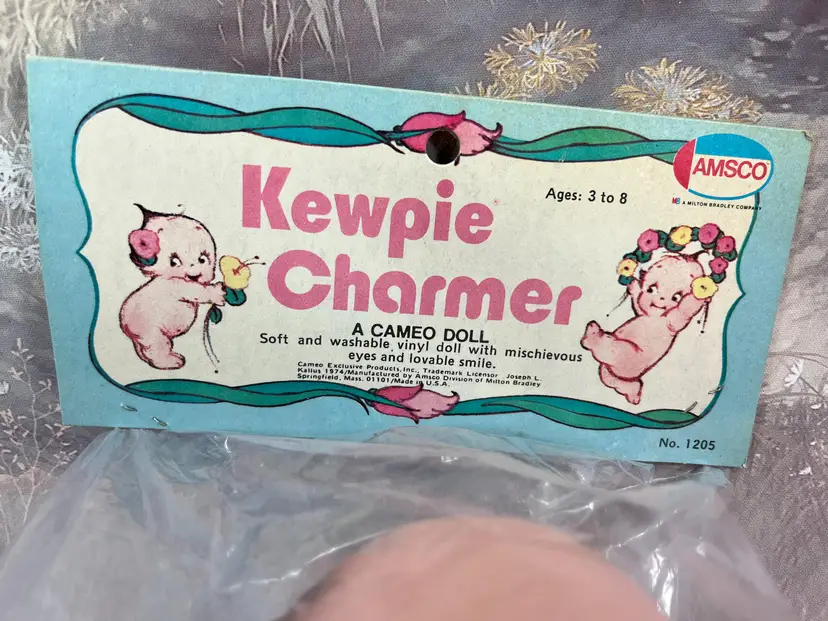 Kewpie
Charmer
Ages: 3 to 8
AMSCO™
MB A MILTON BRADLEY COMPANY
A CAMEO DOLL
Soft and washable vinyl doll with mischievous
eyes and lovable smile.
Cameo Exclusive Products, Inc., Trademark Licensor Joseph L.
Kallus 1974/Manufactured by Amsco Division of Milton Bradley
Springfield, Mass. 01101/Made in U.S.A.
No. 1205